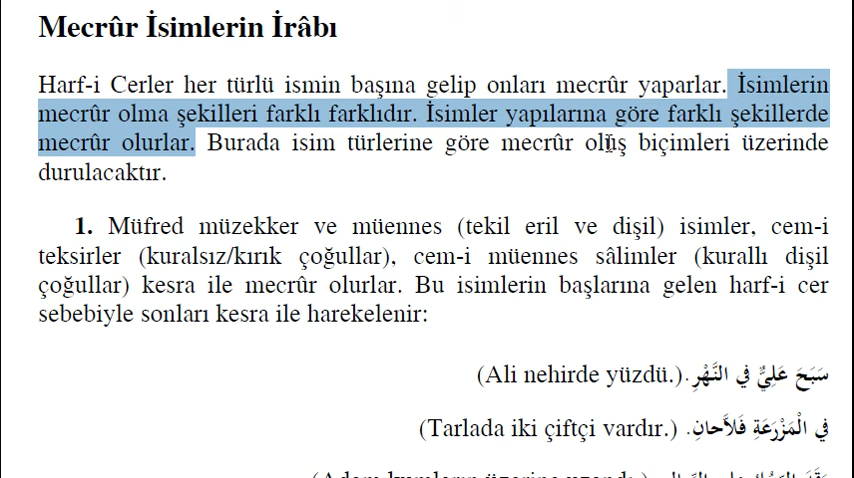 Mecrûr İsimlerin İrâbı
Harf-i Cerler her türlü ismin başına gelip onları mecrûr yaparlar. İsimlerin
mecrûr olma şekilleri farklı farklıdır. İsimler yapılarına göre farklı şekillerde
mecrûr olurlar. Burada isim türlerine göre mecrûr oluş biçimleri üzerinde
durulacaktır.
1. Müfred müzekker ve müennes (tekil eril ve dişil) isimler, cem-i
teksirler (kuralsız/kırık çoğullar), cem-i müennes sâlimler (kurallı dişil
çoğullar) kesra ile mecrûr olurlar. Bu isimlerin başlarına gelen harf-i cer
sebebiyle sonları kesra ile harekelenir:
سَبَحَ عَلِيٌّ فِي النَّهْرِ. (Ali nehirde yüzdü.)
فِي الْمَزْرَعَةِ فَلاَّحانِ. (Tarlada iki çiftçi vardır.)